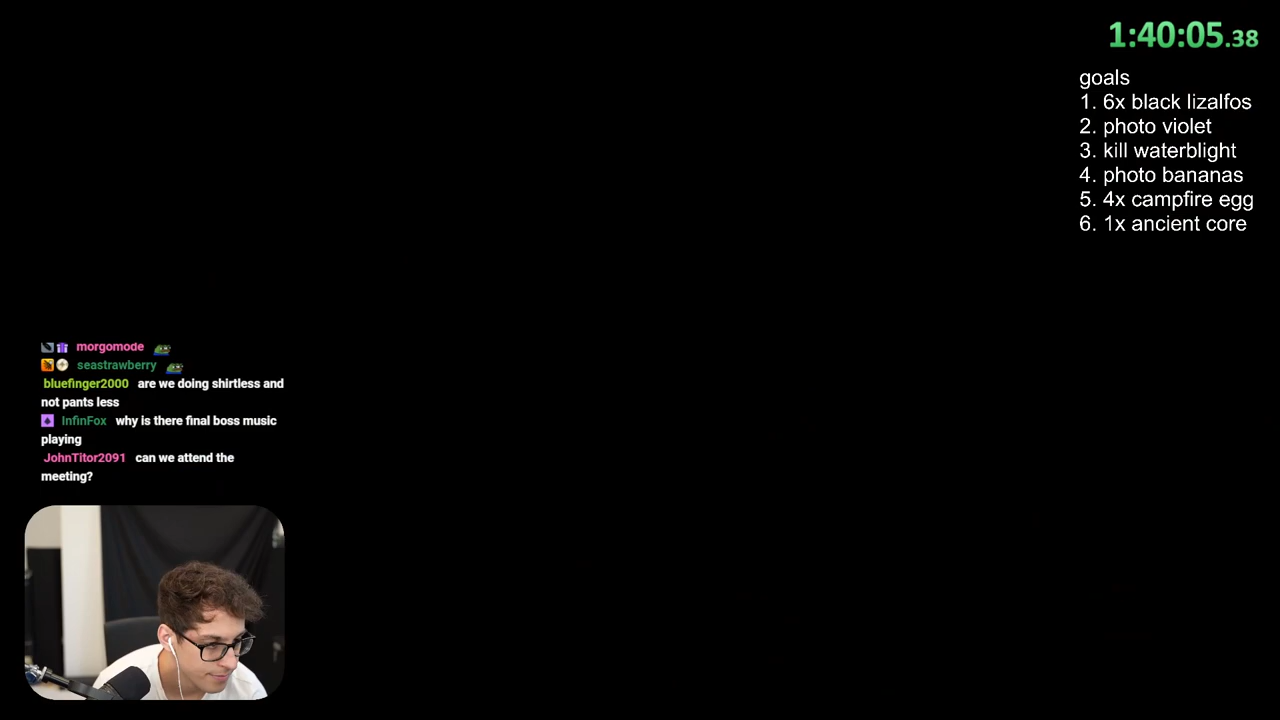 1:40:05.38
goals
1. 6x black lizalfos
2. photo violet
3. kill waterblight
4. photo bananas
5. 4x campfire egg
6. 1x ancient core
morgomode
seastrawberry
bluefinger2000 are we doing shirtless and
not pants less
InfinFox why is there final boss music
playing
JohnTitor2091 can we attend the
meeting?